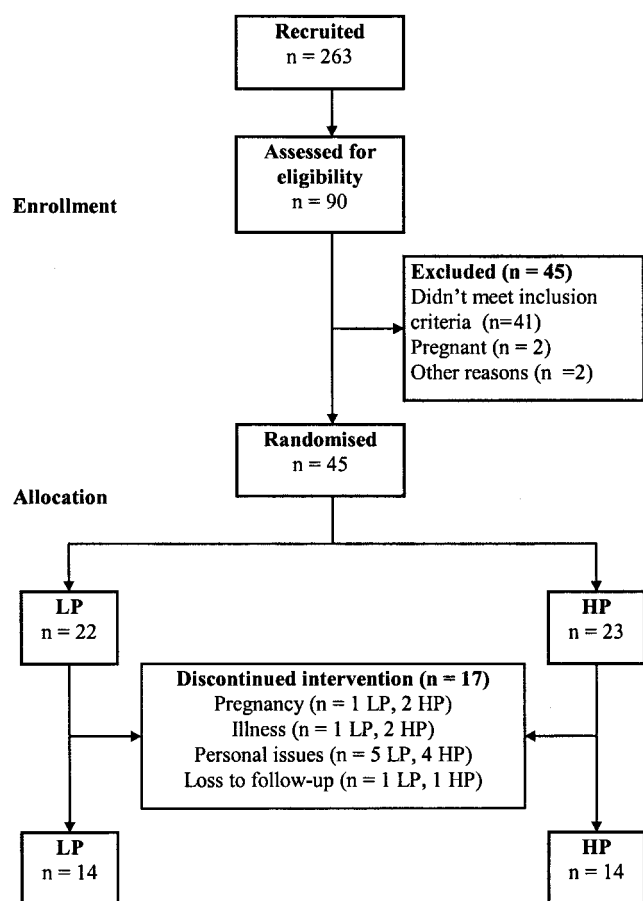 Recruited
n = 263
Assessed for
eligibility
n = 90
Enrollment
Excluded (n = 45)
Didn't meet inclusion
criteria (n=41)
Pregnant (n = 2)
Other reasons (n =2)
Randomised
n = 45
Allocation
LP
n = 22
HP
n = 23
Discontinued intervention (n = 17)
Pregnancy (n = 1 LP, 2 HP)
Illness (n = 1 LP, 2 HP)
Personal issues (n = 5 LP, 4 HP)
Loss to follow-up (n = 1 LP, 1 HP)
LP
n = 14
HP
n = 14